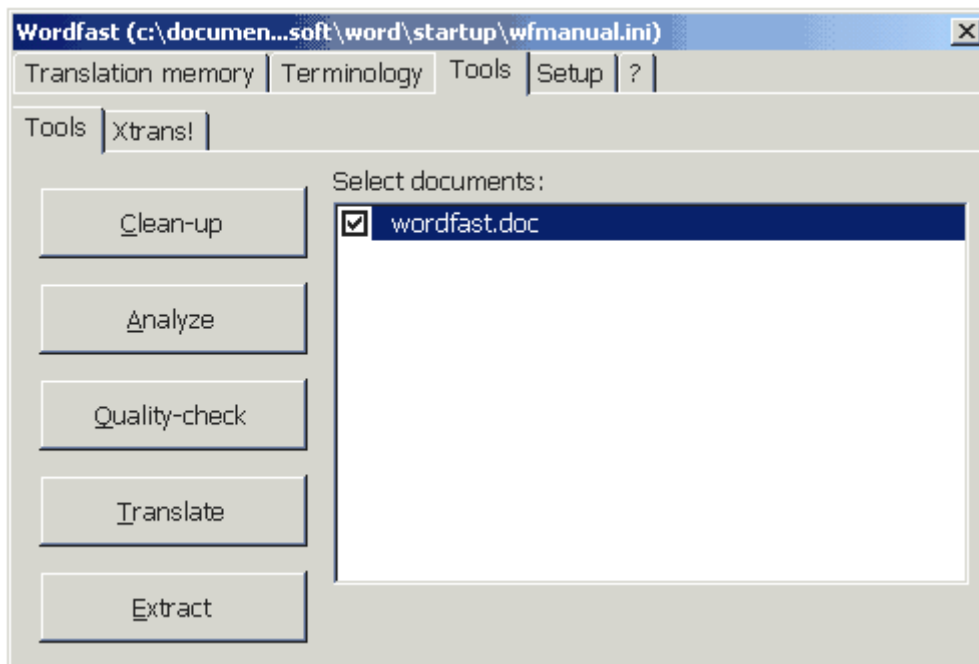 Wordfast (c:\documen...soft\word\startup\wfmanual.ini)
Translation memory Terminology Tools Setup ?
Tools Xtrans!
Select documents:
Clean-up
wordfast.doc
Analyze
Quality-check
Translate
Extract